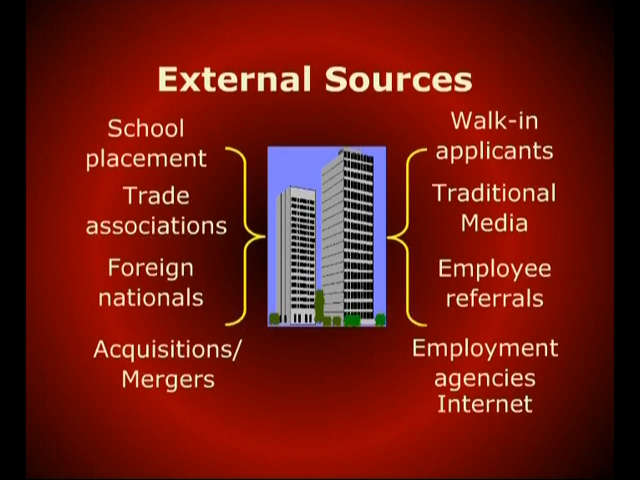 External Sources
School
placement
Trade
associations
Foreign
nationals
Acquisitions/
Mergers
Walk-in
applicants
Traditional
Media
Employee
referrals
Employment
agencies
Internet